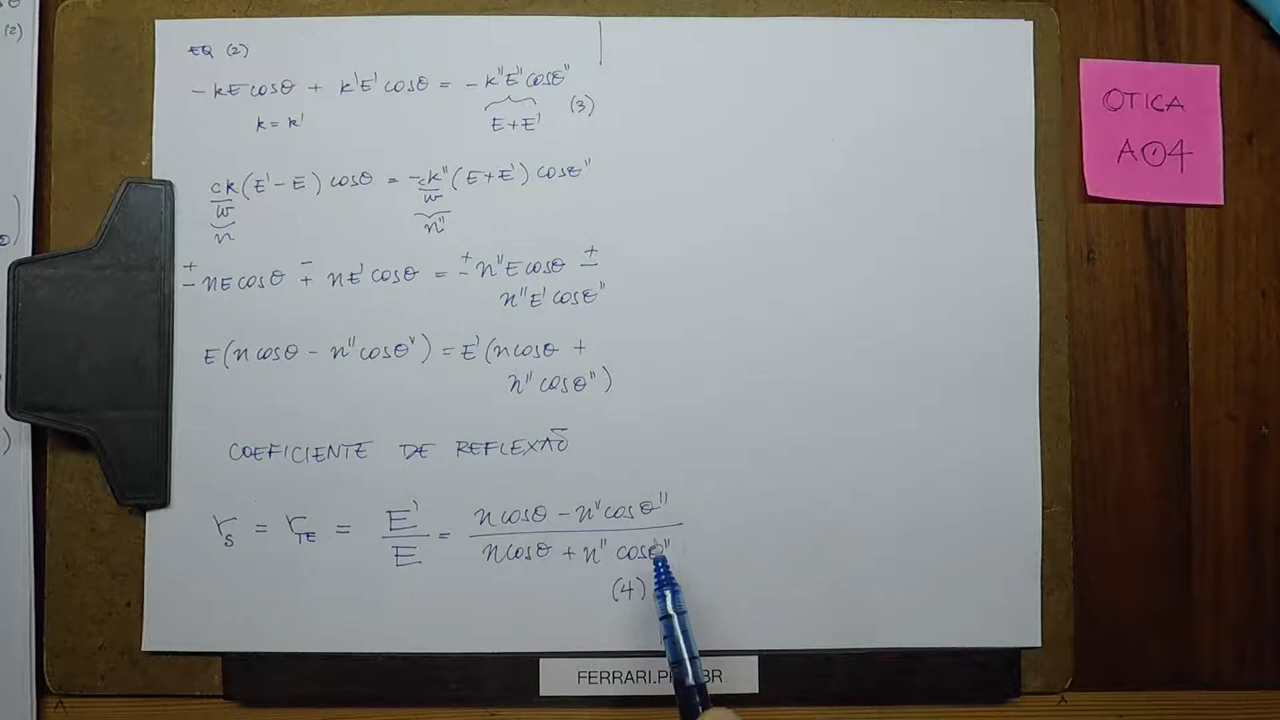 EQ (2)
-kE cosθ + k'E' cosθ = -k''E'' cosθ''
k = k'
E+E'
(3)
ck/w (E' - E) cosθ = -ck''/w (E+E') cosθ''
n
n''
± nE cosθ ∓ nE' cosθ = ± n''E cosθ ±
n''E' cosθ''
E(n cosθ - n'' cosθ'') = E'(n cosθ +
n'' cosθ'')
COEFICIENTE DE REFLEXÃO
r_S = r_TE = E'/E = (n cosθ - n'' cosθ'')/(n cosθ + n'' cosθ'')
(4)
OTICA
A04
(2)